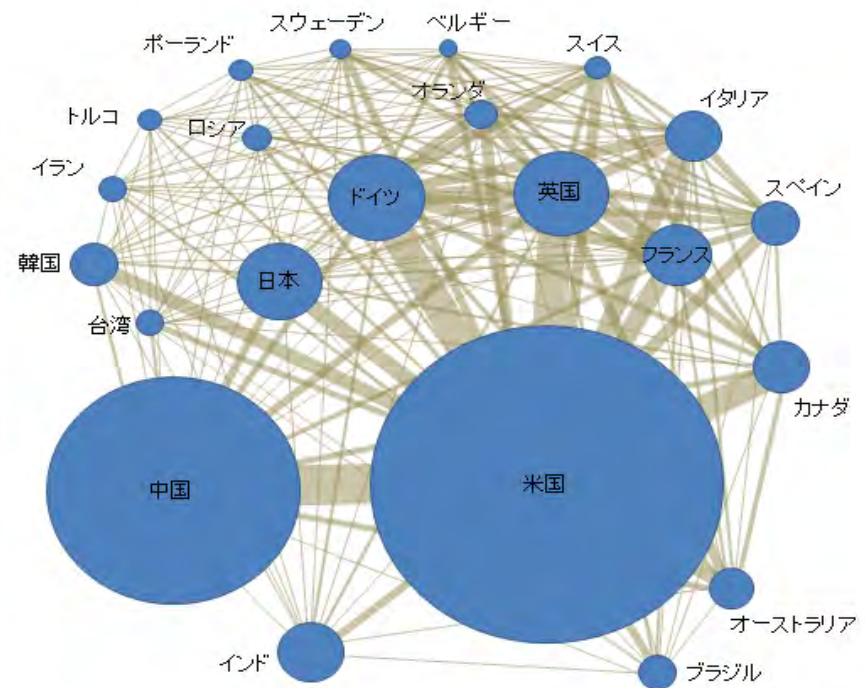 スウェーデン
ベルギー
ポーランド
スイス
オランダ
イタリア
トルコ
ロシア
イラン
ドイツ
英国
スペイン
韓国
日本
フランス
台湾
カナダ
中国
米国
オーストラリア
インド
ブラジル